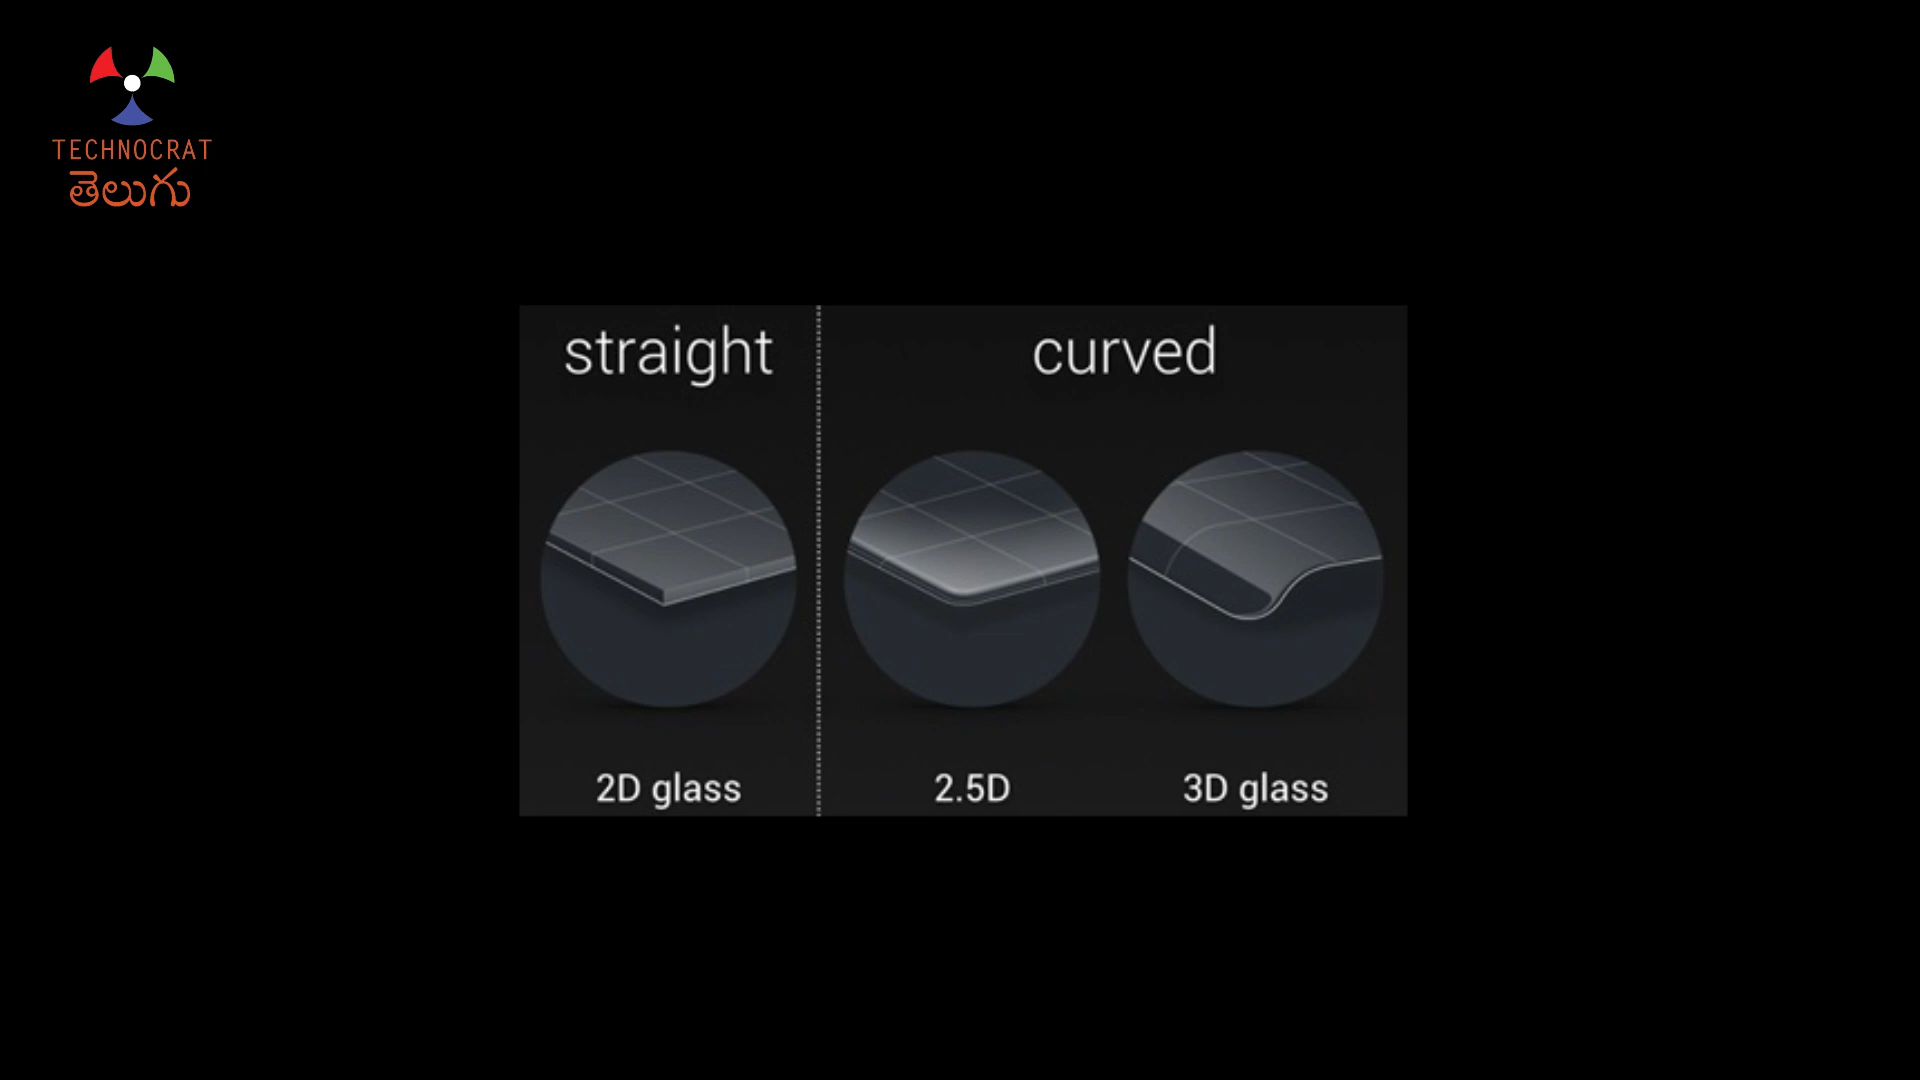 TECHNOCRAT
తెలుగు
straight
curved
2D glass
2.5D
3D glass